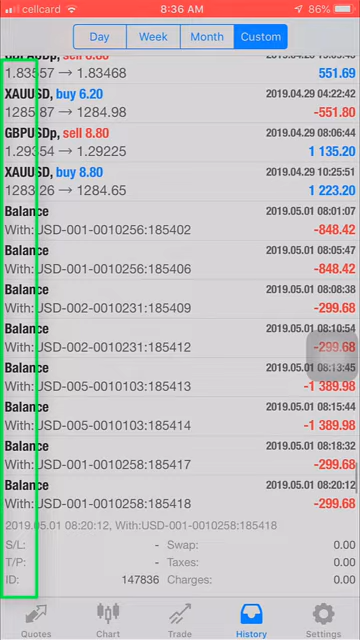 cellcard 8:36 AM 86%
Day Week Month Custom
1.83557 → 1.83468 551.69
XAUUSD, buy 6.20 2019.04.29 04:22:42
1285.87 → 1284.98 -551.80
GBPUSDp, sell 8.80 2019.04.29 08:06:44
1.29354 → 1.29225 1 135.20
XAUUSD, buy 8.80 2019.04.29 10:25:51
1283.26 → 1284.65 1 223.20
Balance 2019.05.01 08:01:07
With:USD-001-0010256:185402 -848.42
Balance 2019.05.01 08:05:47
With:USD-001-0010256:185406 -848.42
Balance 2019.05.01 08:08:38
With:USD-002-0010231:185409 -299.68
Balance 2019.05.01 08:10:54
With:USD-002-0010231:185412 -299.68
Balance 2019.05.01 08:13:45
With:USD-005-0010103:185413 -1 389.98
Balance 2019.05.01 08:15:44
With:USD-005-0010103:185414 -1 389.98
Balance 2019.05.01 08:18:32
With:USD-001-0010258:185417 -299.68
Balance 2019.05.01 08:20:12
With:USD-001-0010258:185418 -299.68
2019.05.01 08:20:12, With:USD-001-0010258:185418
S/L: - Swap: 0.00
T/P: - Taxes: 0.00
ID: 147836 Charges: 0.00
Quotes Chart Trade History Settings